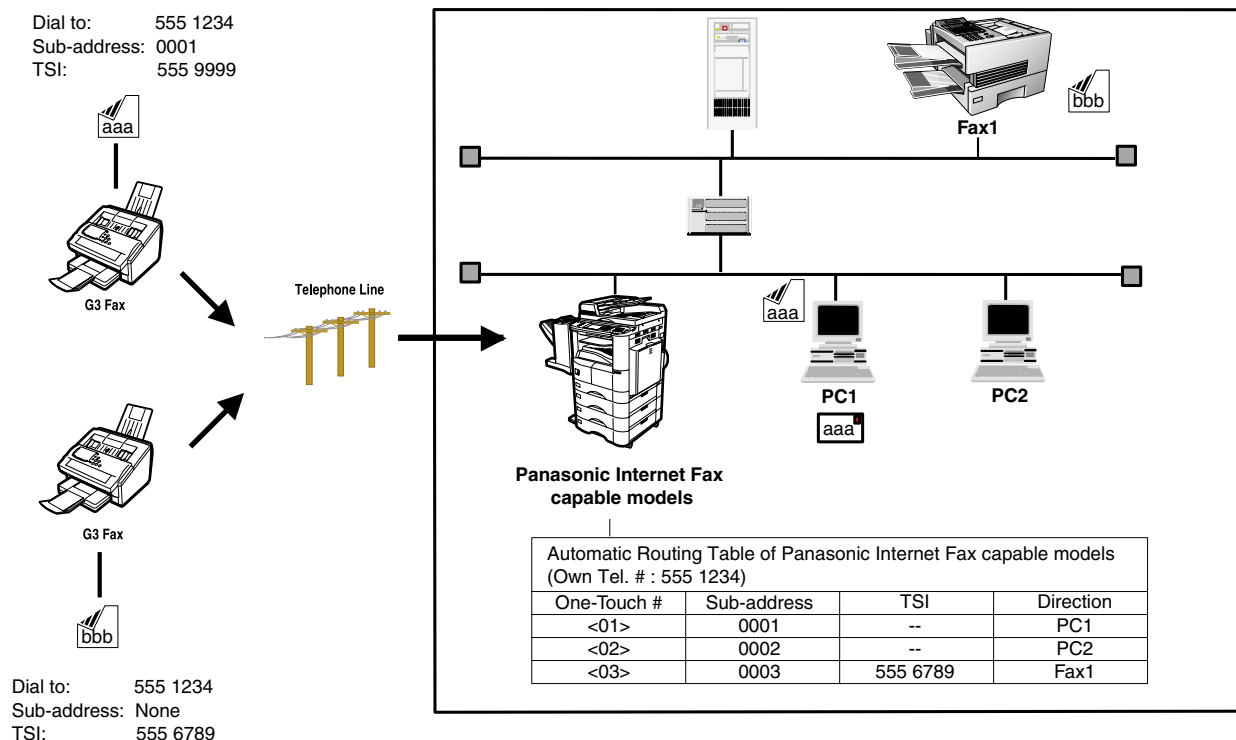 Dial to: 555 1234
Sub-address: 0001
TSI: 555 9999
aaa
G3 Fax
Telephone Line
G3 Fax
bbb
Dial to: 555 1234
Sub-address: None
TSI: 555 6789
bbb
Fax1
aaa
PC1
PC2
aaa
Panasonic Internet Fax
capable models
Automatic Routing Table of Panasonic Internet Fax capable models
(Own Tel. # : 555 1234)
One-Touch # Sub-address TSI Direction
<01> 0001 -- PC1
<02> 0002 -- PC2
<03> 0003 555 6789 Fax1